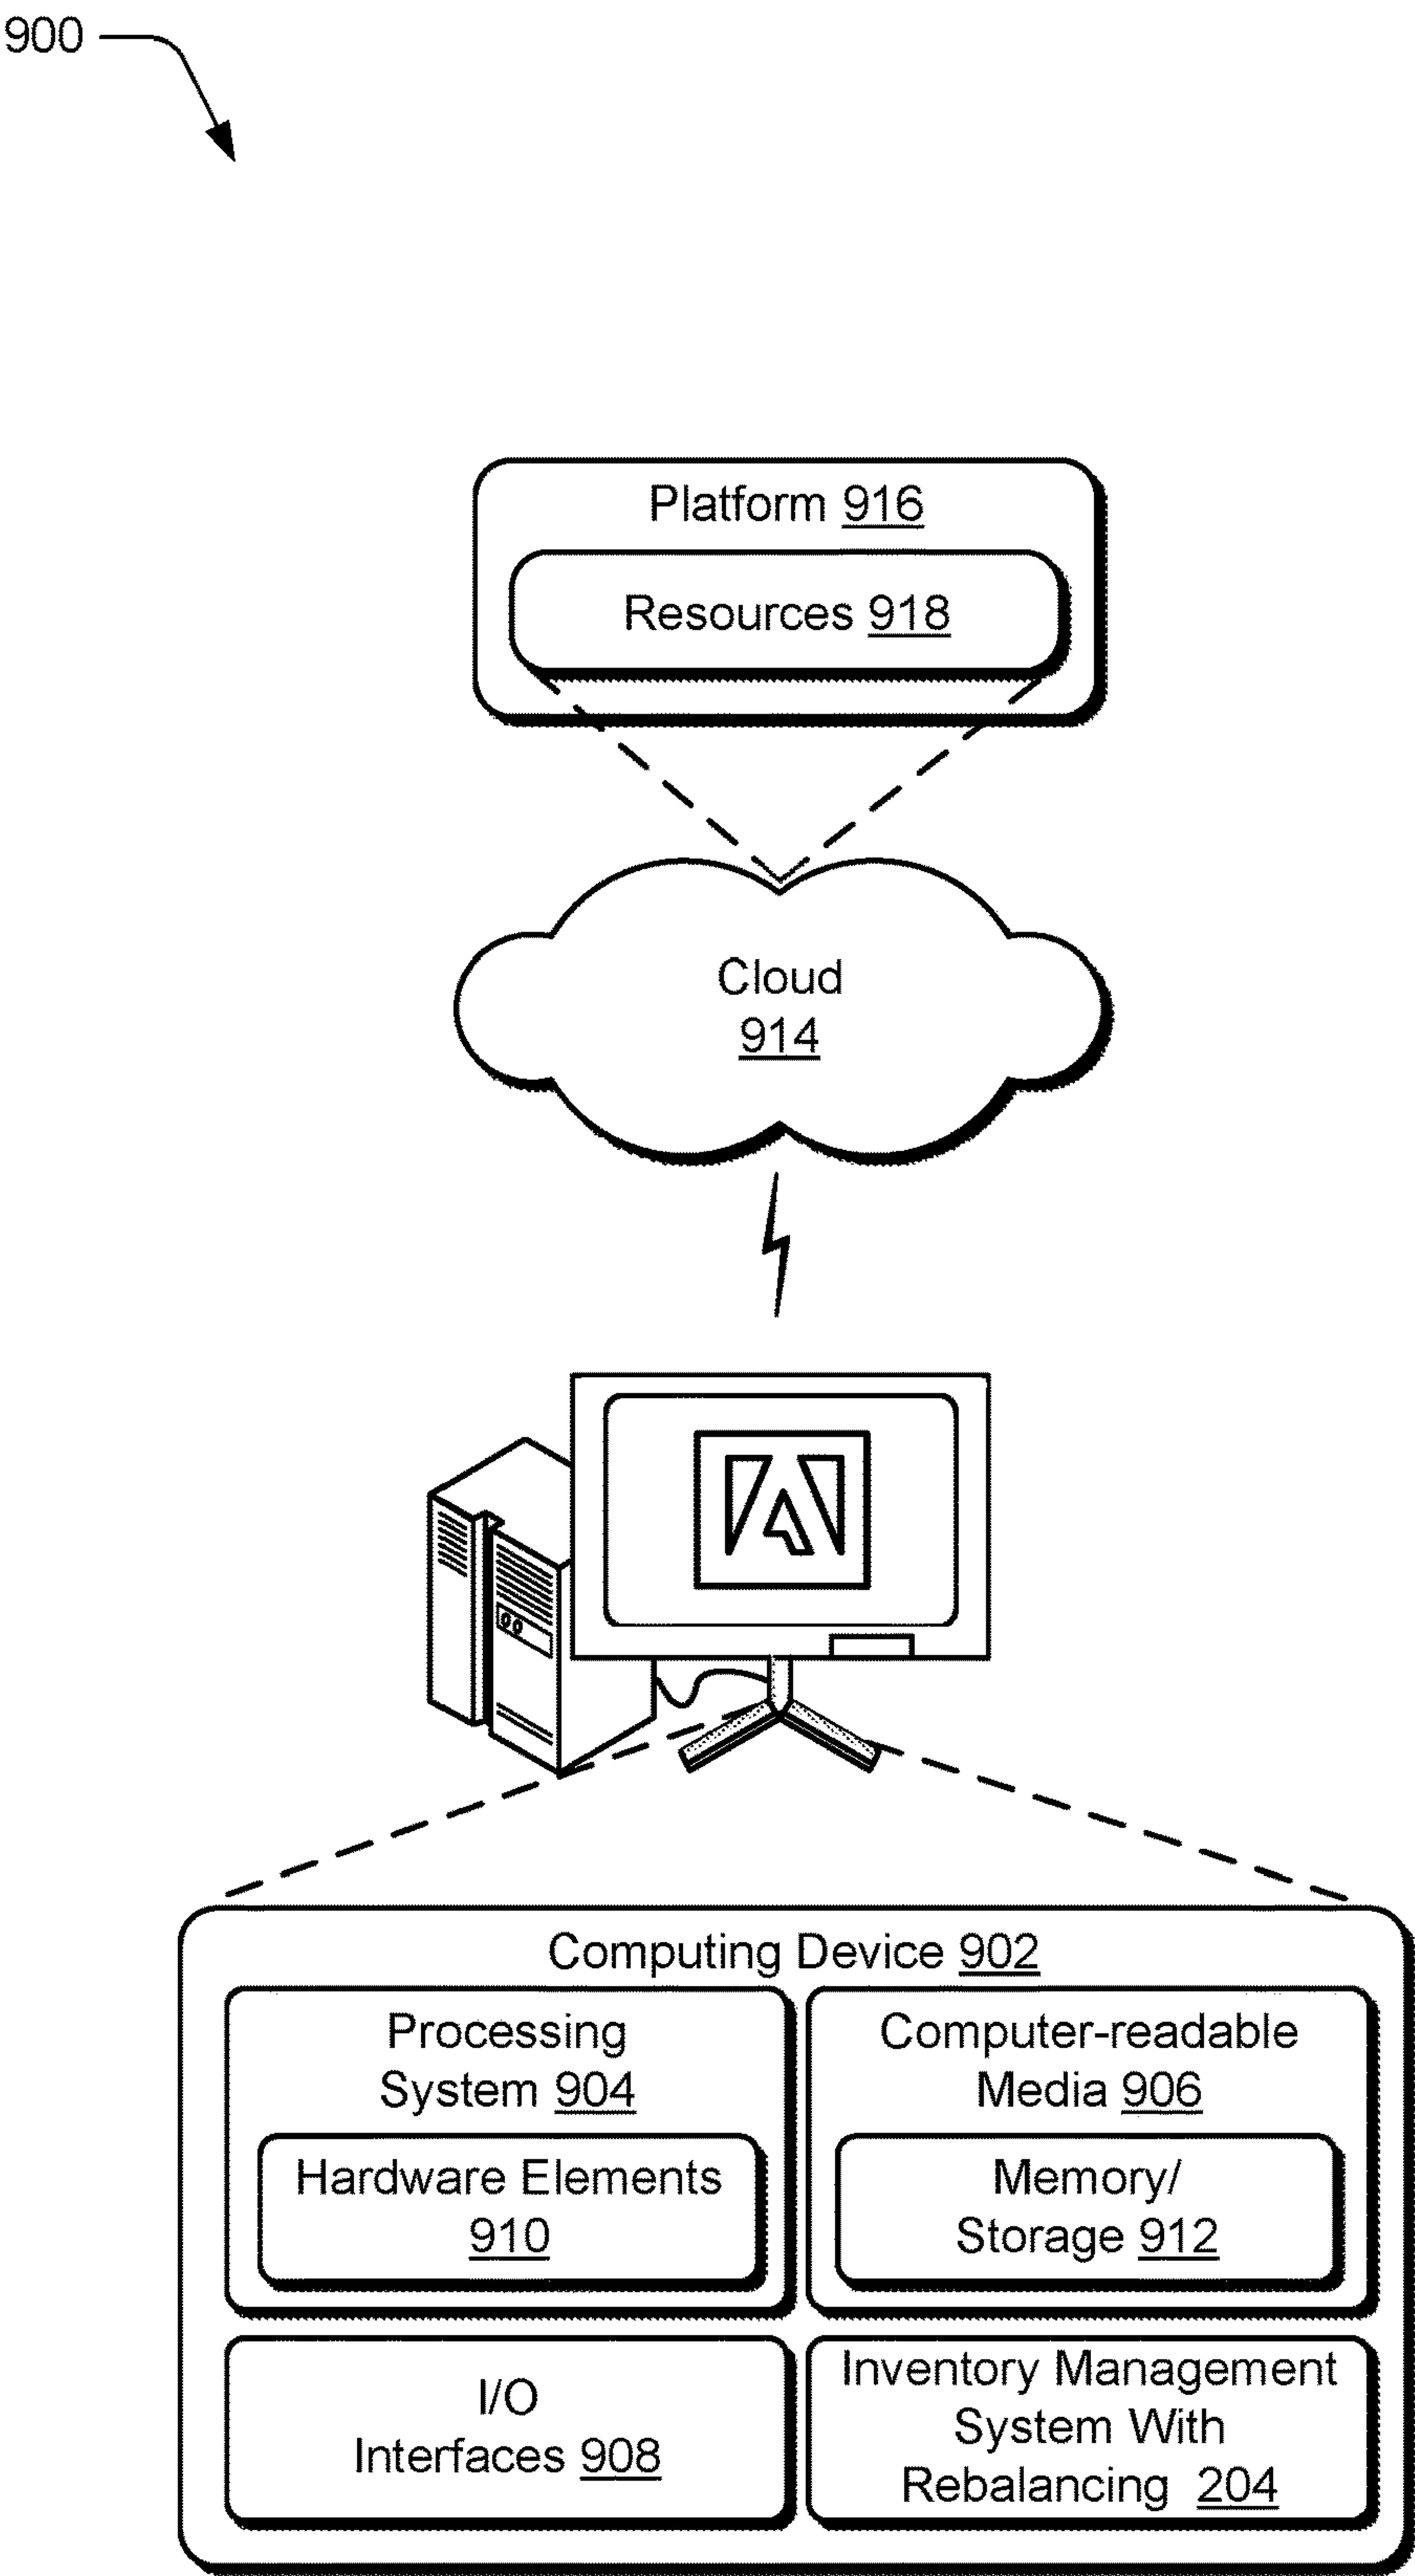 900
Platform 916
Resources 918
Cloud
914
Computing Device 902
Processing
System 904
Hardware Elements
910
Computer-readable
Media 906
Memory/
Storage 912
I/O
Interfaces 908
Inventory Management
System With
Rebalancing 204